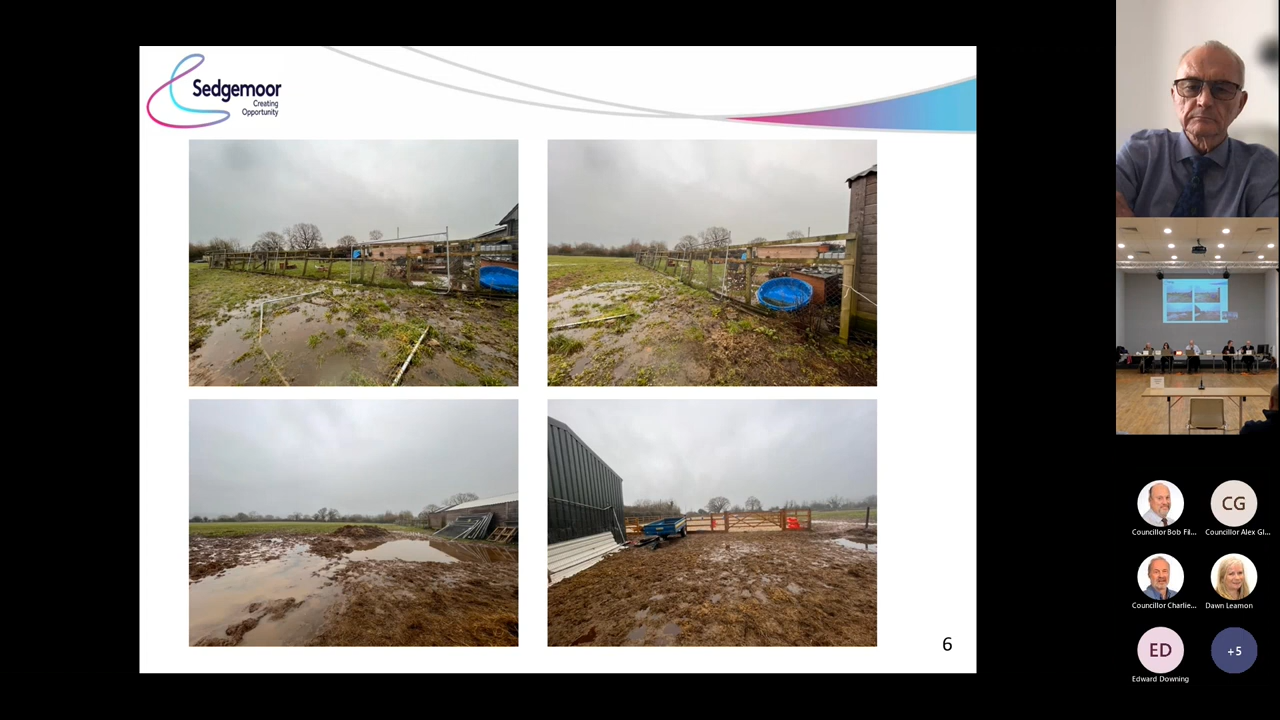 Sedgemoor
Creating
Opportunity
6
CG
Councillor Bob Fil...
Councillor Alex Gl...
Councillor Charlie...
Dawn Leamon
ED
+5
Edward Downing